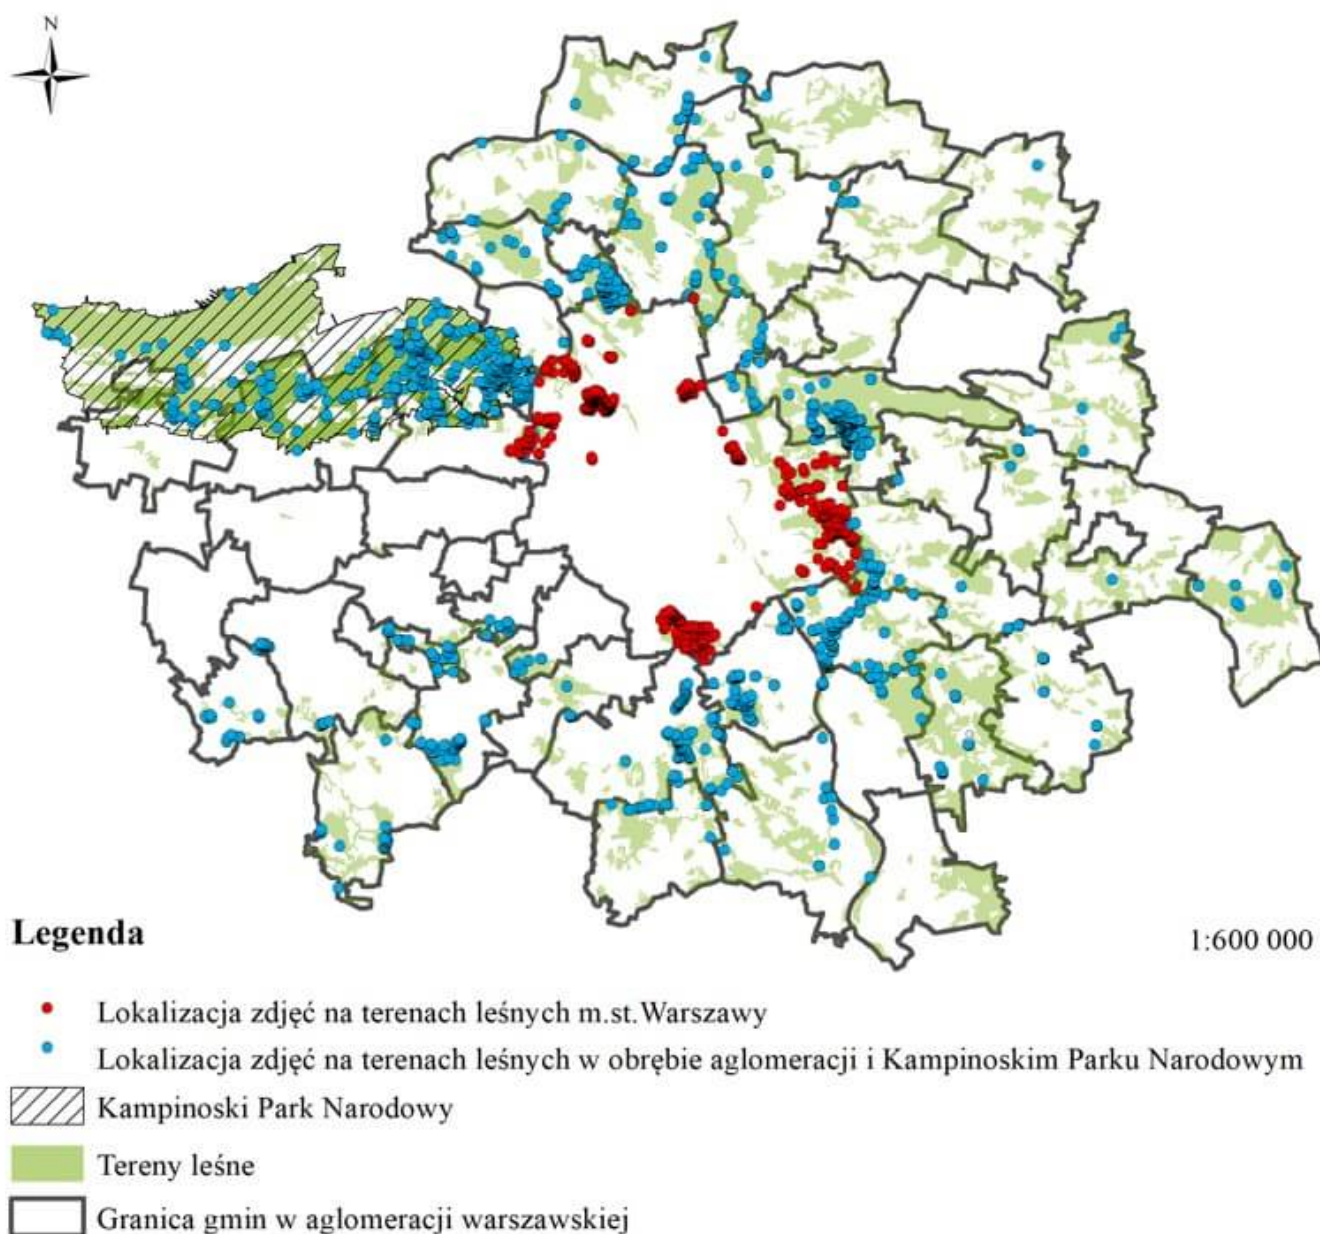 N
Legenda
1:600 000
Lokalizacja zdjęć na terenach leśnych m.st.Warszawy
Lokalizacja zdjęć na terenach leśnych w obrębie aglomeracji i Kampinoskim Parku Narodowym
Kampinoski Park Narodowy
Tereny leśne
Granica gmin w aglomeracji warszawskiej